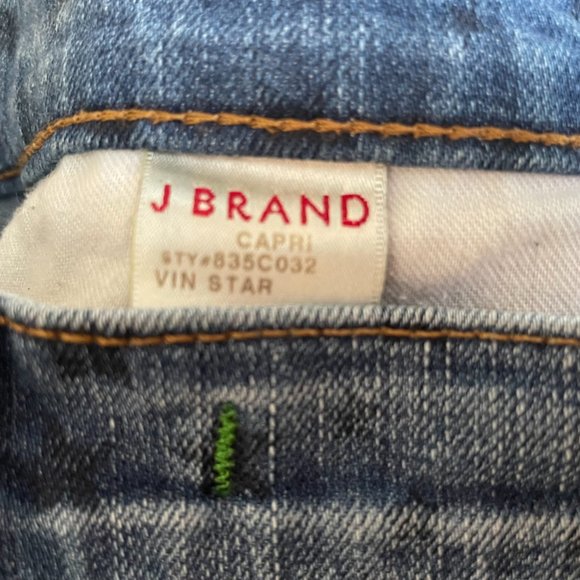 J BRAND
CAPRI
STY#835C032
VIN STAR